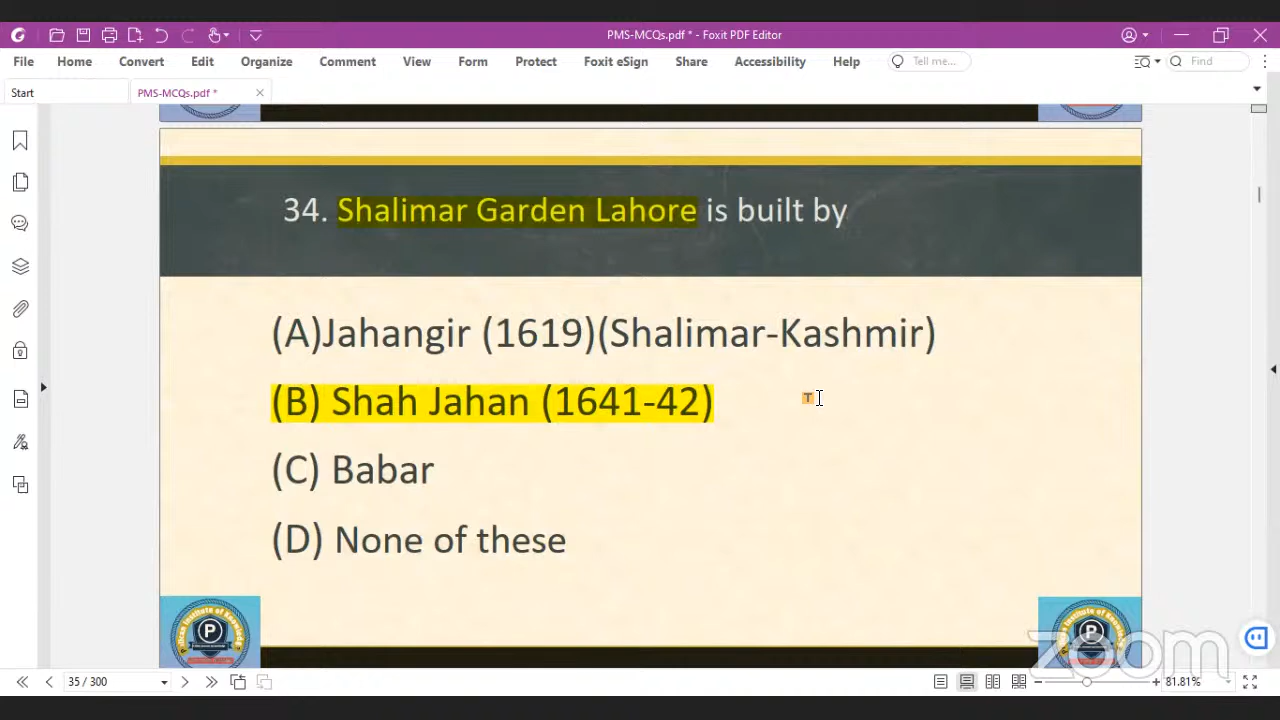 PMS-MCQs.pdf * - Foxit PDF Editor
File Home Convert Edit Organize Comment View Form Protect Foxit eSign Share Accessibility Help Tell me... Find
Start PMS-MCQs.pdf *
34. Shalimar Garden Lahore is built by
(A)Jahangir (1619)(Shalimar-Kashmir)
(B) Shah Jahan (1641-42)
T
(C) Babar
(D) None of these
P
P
zoom
35 / 300 81.81%